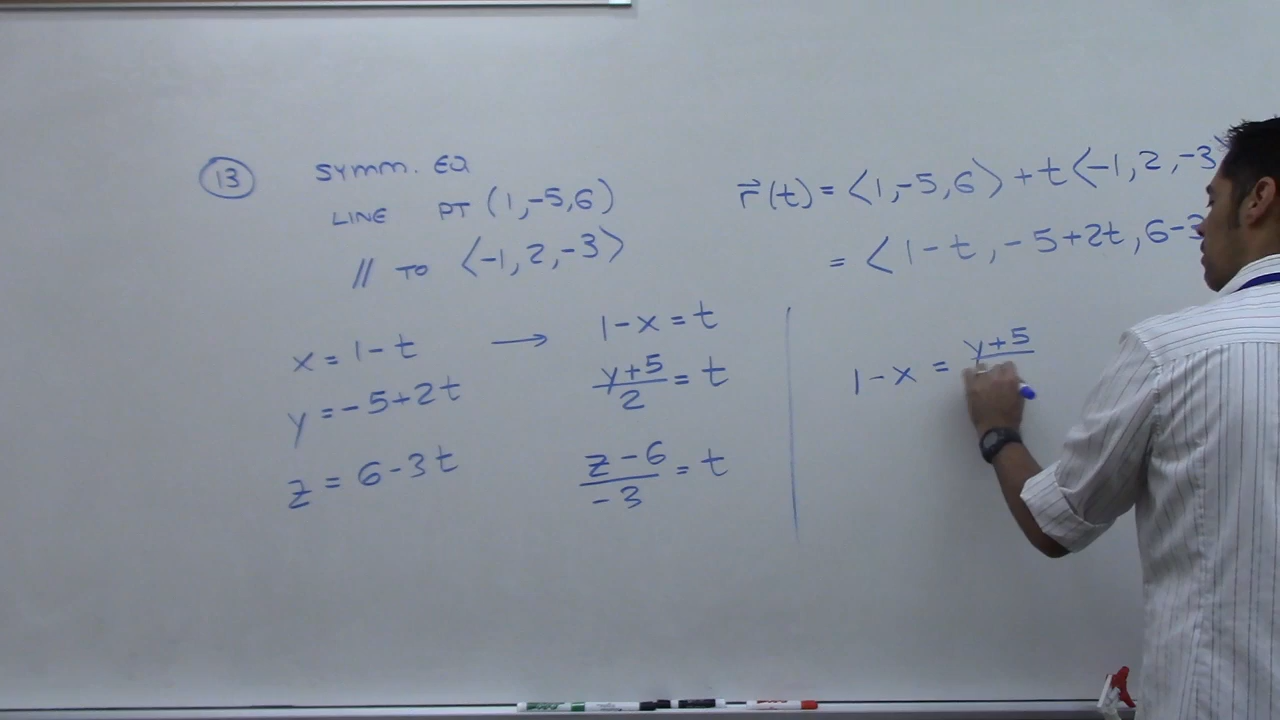 13 SYMM. EQ
LINE PT (1,-5,6)
// TO ⟨-1,2,-3⟩
x = 1-t → 1-x = t
y = -5+2t (y+5)/2 = t
z = 6-3t (z-6)/-3 = t
r⃗(t) = ⟨1,-5,6⟩ + t⟨-1,2,-3⟩
= ⟨1-t, -5+2t, 6-3
1-x = y+5